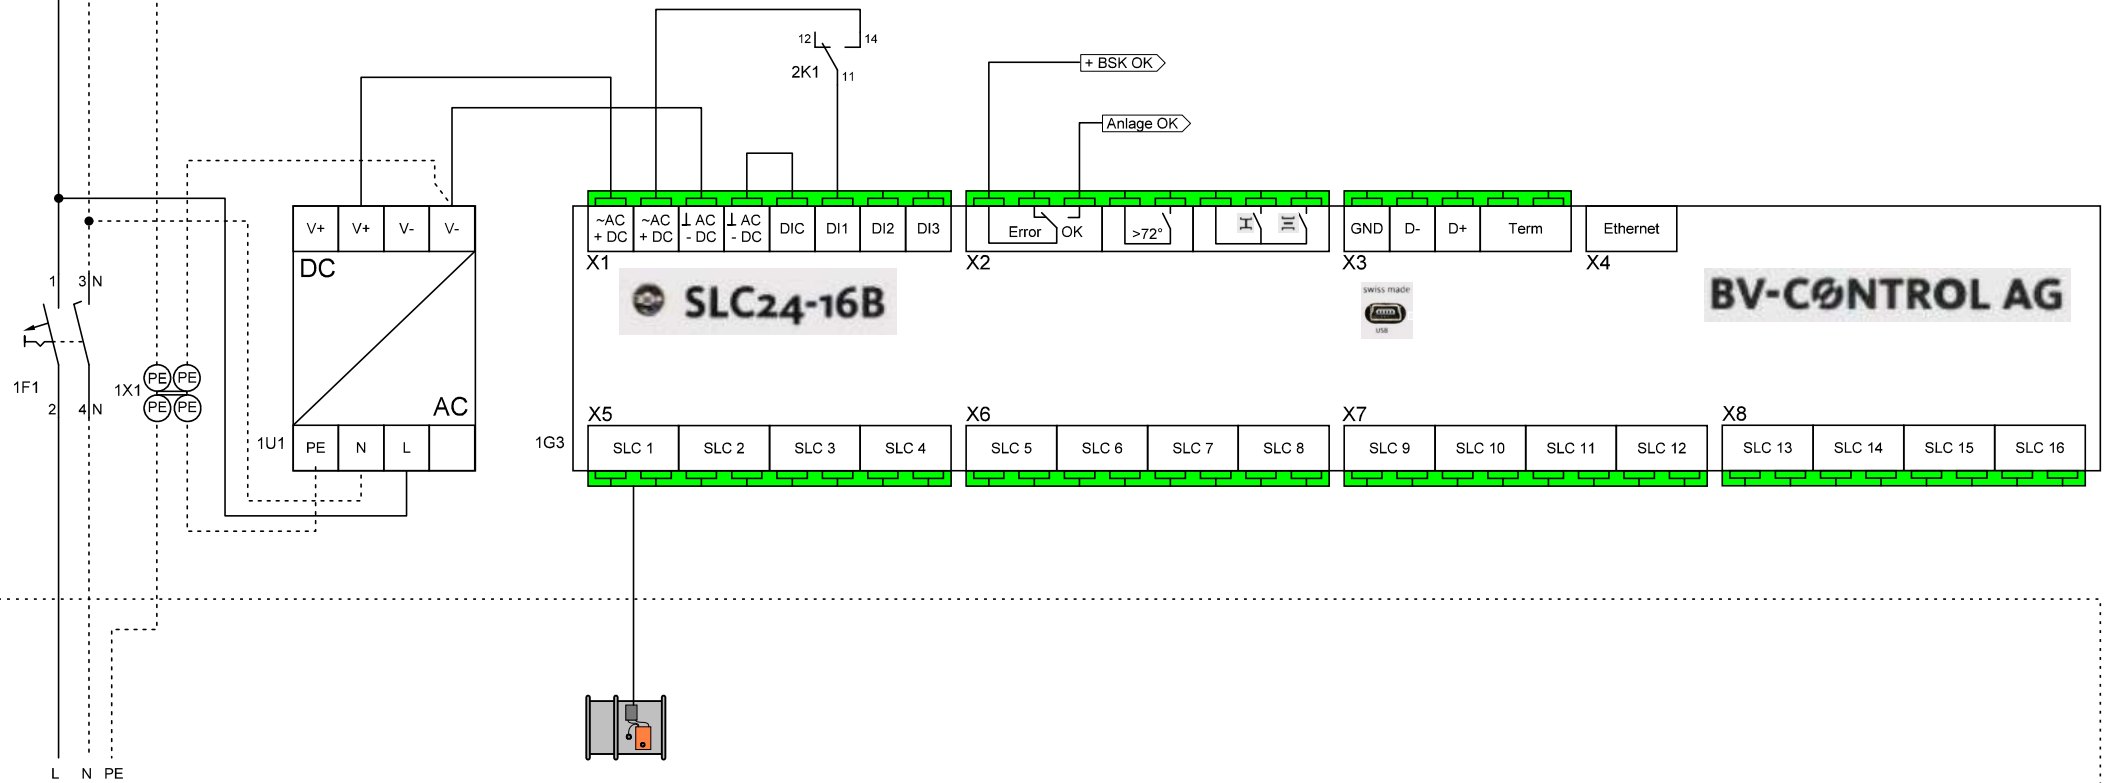 12
14
2K1
11
+ BSK OK
Anlage OK
V+
V+
V-
V-
DC
AC
PE
N
L
1U1
~AC
+ DC
~AC
+ DC
⊥ AC
- DC
⊥ AC
- DC
DIC
DI1
DI2
DI3
Error
OK
>72°
GND
D-
D+
Term
Ethernet
X1
X2
X3
X4
SLC24-16B
swiss made
USB
BV-CØNTROL AG
1
3
N
1F1
2
4
N
1X1
PE
PE
PE
PE
X5
X6
X7
X8
1G3
SLC 1
SLC 2
SLC 3
SLC 4
SLC 5
SLC 6
SLC 7
SLC 8
SLC 9
SLC 10
SLC 11
SLC 12
SLC 13
SLC 14
SLC 15
SLC 16
L
N
PE